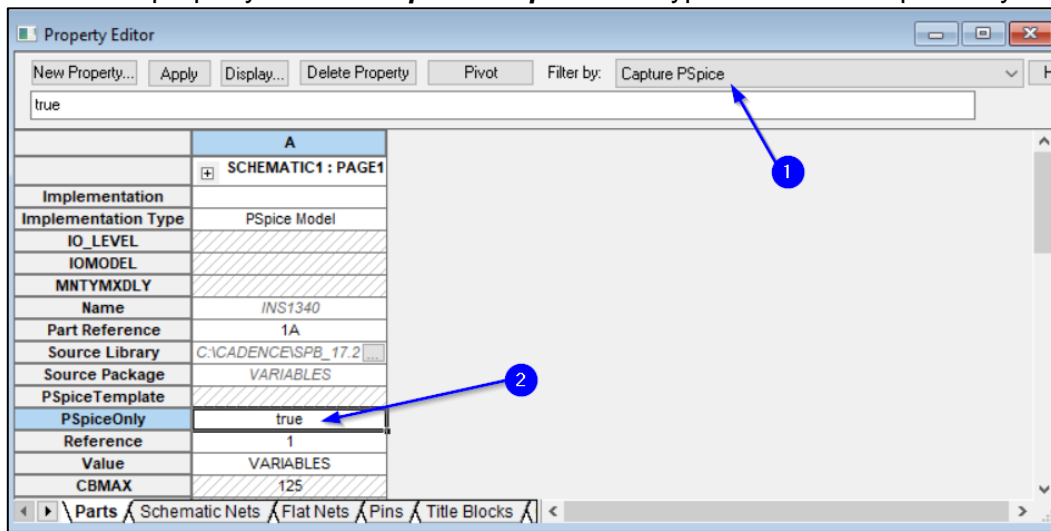 Property Editor
New Property... Apply Display... Delete Property Pivot Filter by: Capture PSpice
true
A
SCHEMATIC1 : PAGE1
1
Implementation
Implementation Type PSpice Model
IO_LEVEL
IOMODEL
MNTYMXDLY
Name INS1340
Part Reference 1A
Source Library C:\CADENCE\SPB_17.2 ...
Source Package VARIABLES
2
PSpiceTemplate
PSpiceOnly true
Reference 1
Value VARIABLES
CBMAX 125
Parts Schematic Nets Flat Nets Pins Title Blocks